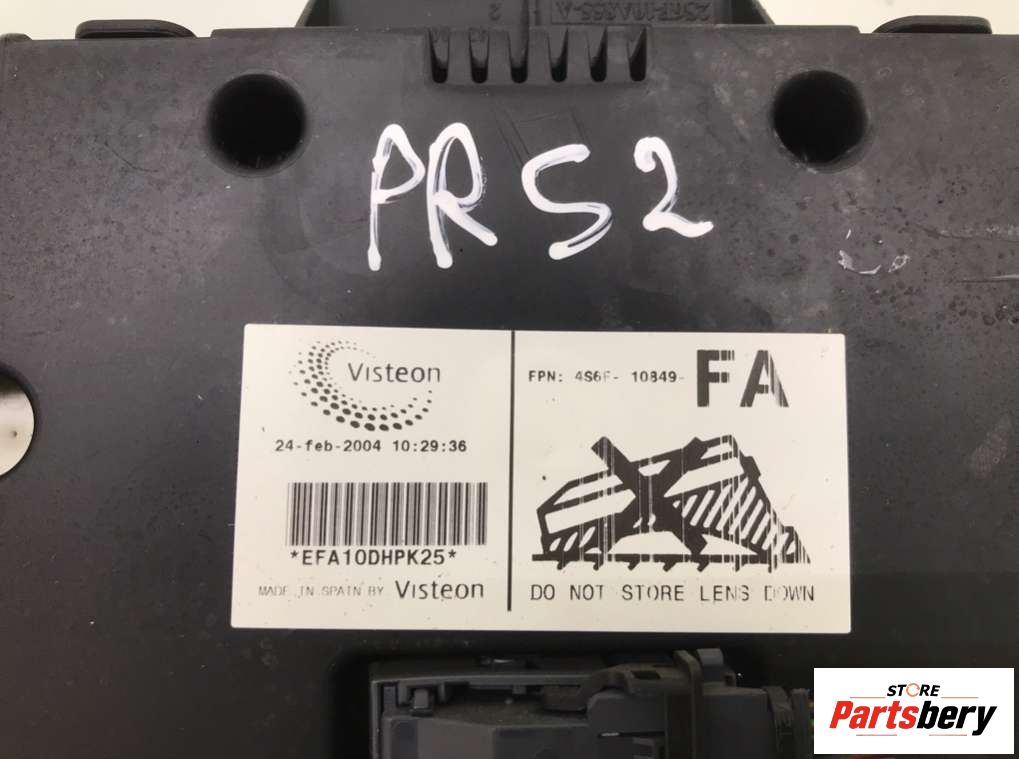 2
PRS2
Visteon
24-feb-2004 10:29:36
*EFA10DHPK25*
MADE IN SPAIN BY Visteon
FPN: 4S6F- 10849- FA
DO NOT STORE LENS DOWN
STORE
Partsbery